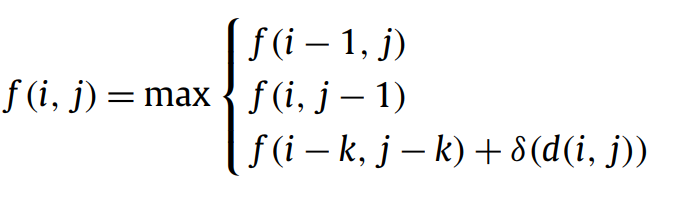 f(i − 1, j)
f(i, j) = max { f(i, j − 1)
f(i − k, j − k) + δ(d(i, j))